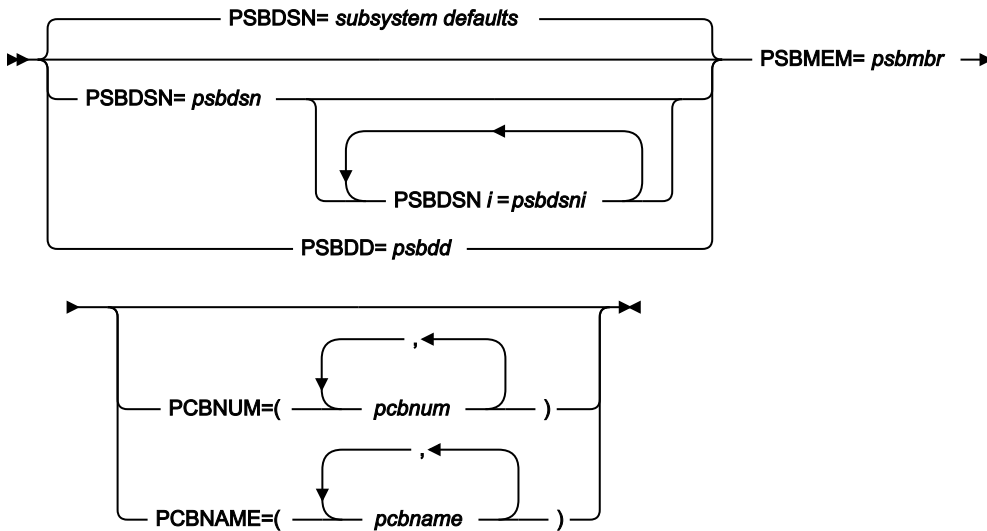 PSBDSN= subsystem defaults
PSBMEM= psbmbr
PSBDSN= psbdsn
PSBDSN i =psbdsni
PSBDD= psbdd
,
PCBNUM=( pcbnum )
,
PCBNAME=( pcbname )